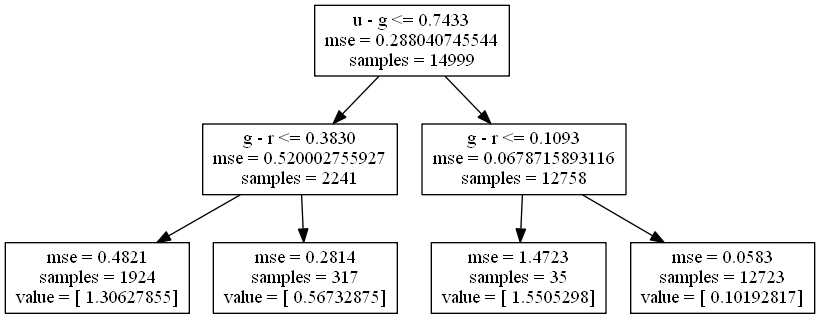 u - g <= 0.7433
mse = 0.288040745544
samples = 14999
g - r <= 0.3830
mse = 0.520002755927
samples = 2241
g - r <= 0.1093
mse = 0.0678715893116
samples = 12758
mse = 0.4821
samples = 1924
value = [ 1.30627855]
mse = 0.2814
samples = 317
value = [ 0.56732875]
mse = 1.4723
samples = 35
value = [ 1.5505298]
mse = 0.0583
samples = 12723
value = [ 0.10192817]